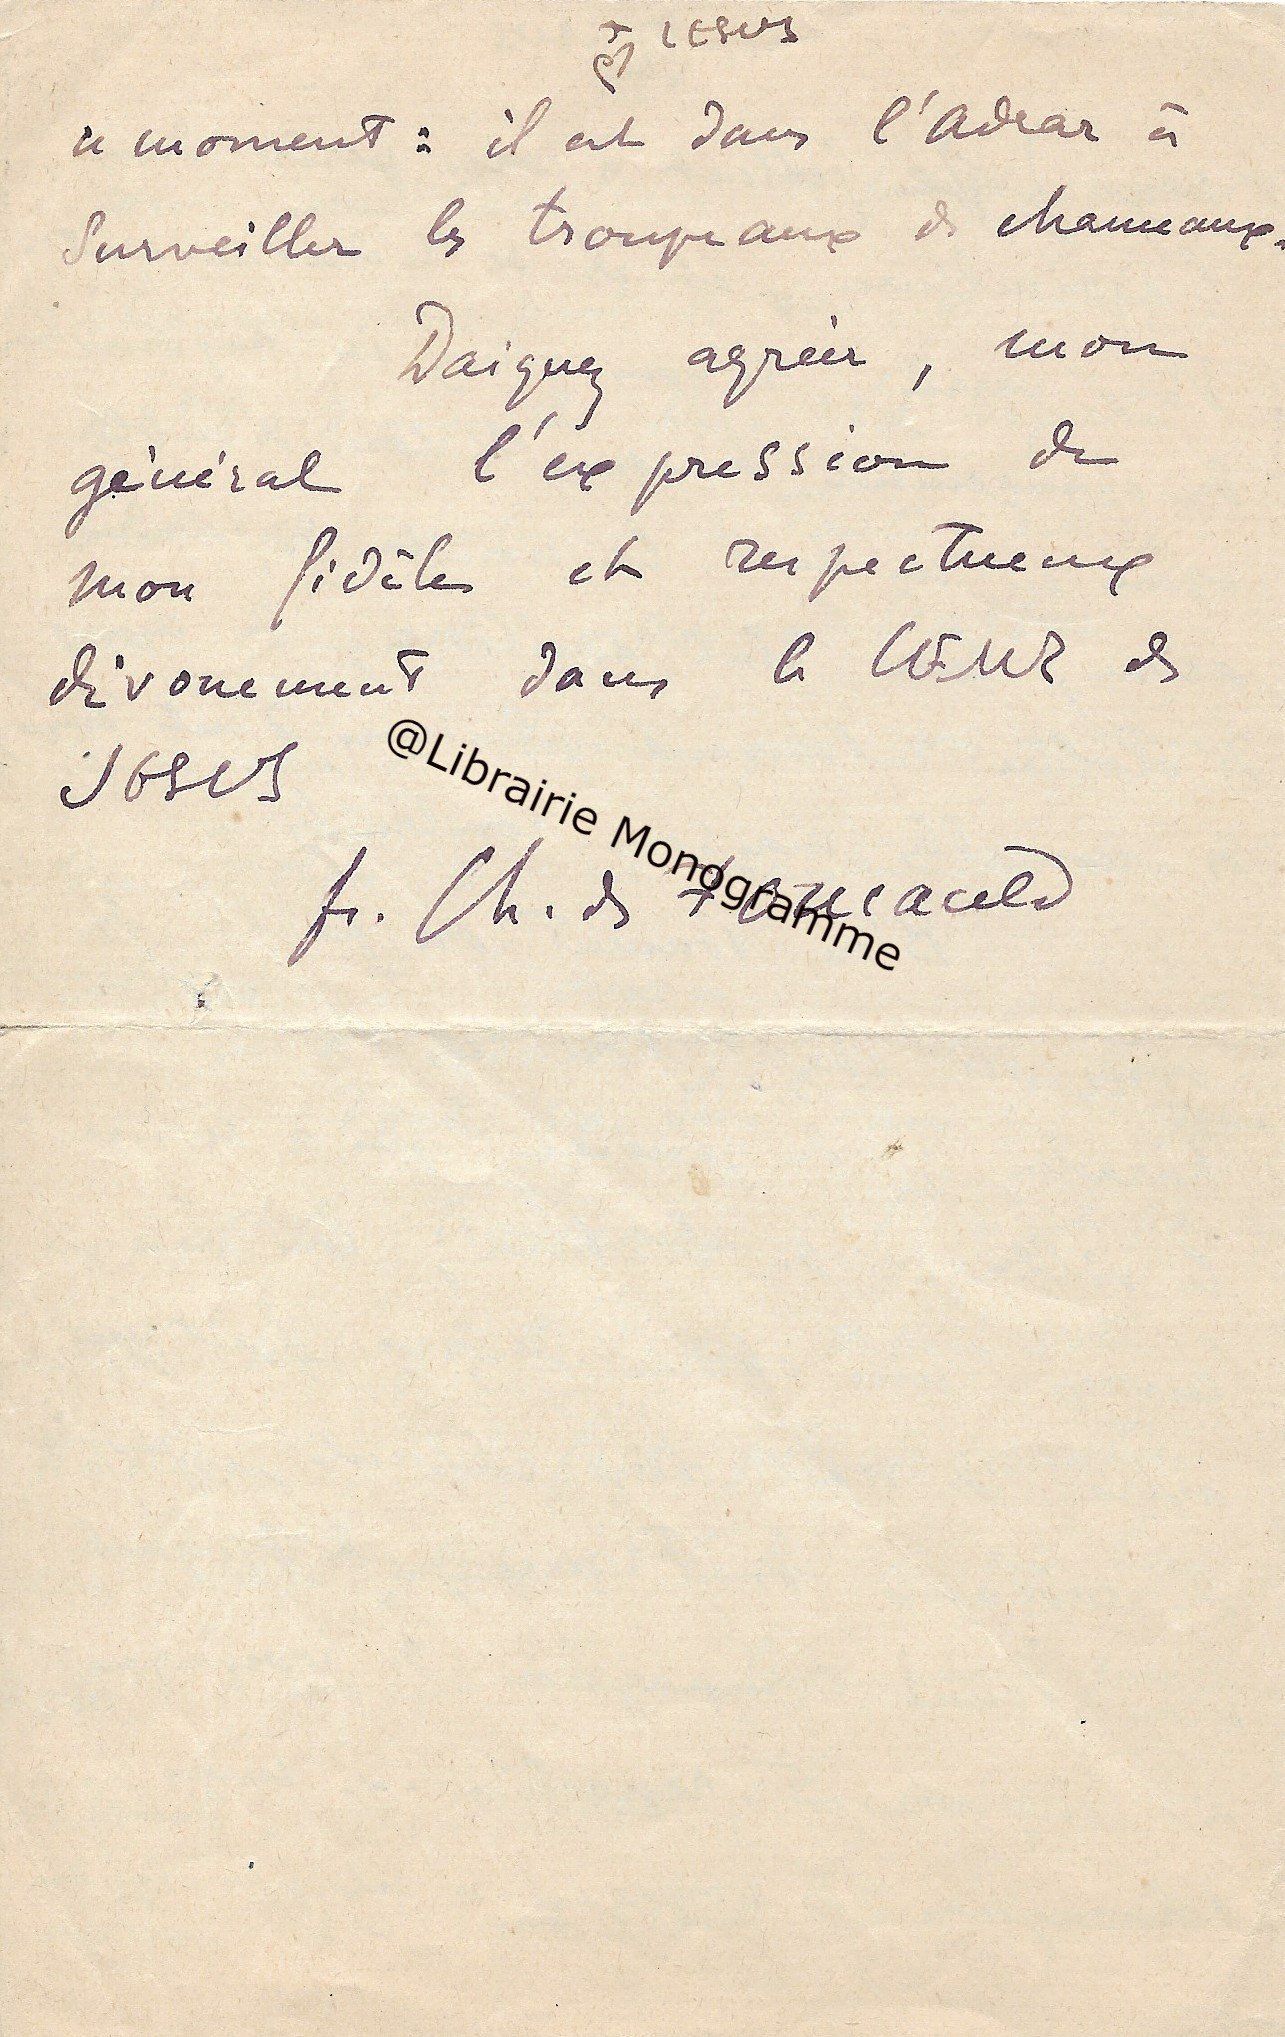 JESUS
ce moment : il est dans l'Adrar à
surveiller les troupeaux de chameaux.
Daignez agréer, mon
général l'expression de
mon fidèle et respectueux
dévouement dans le CŒUR de
JESUS
fr. Ch. de Foucauld
@Librairie Monogramme